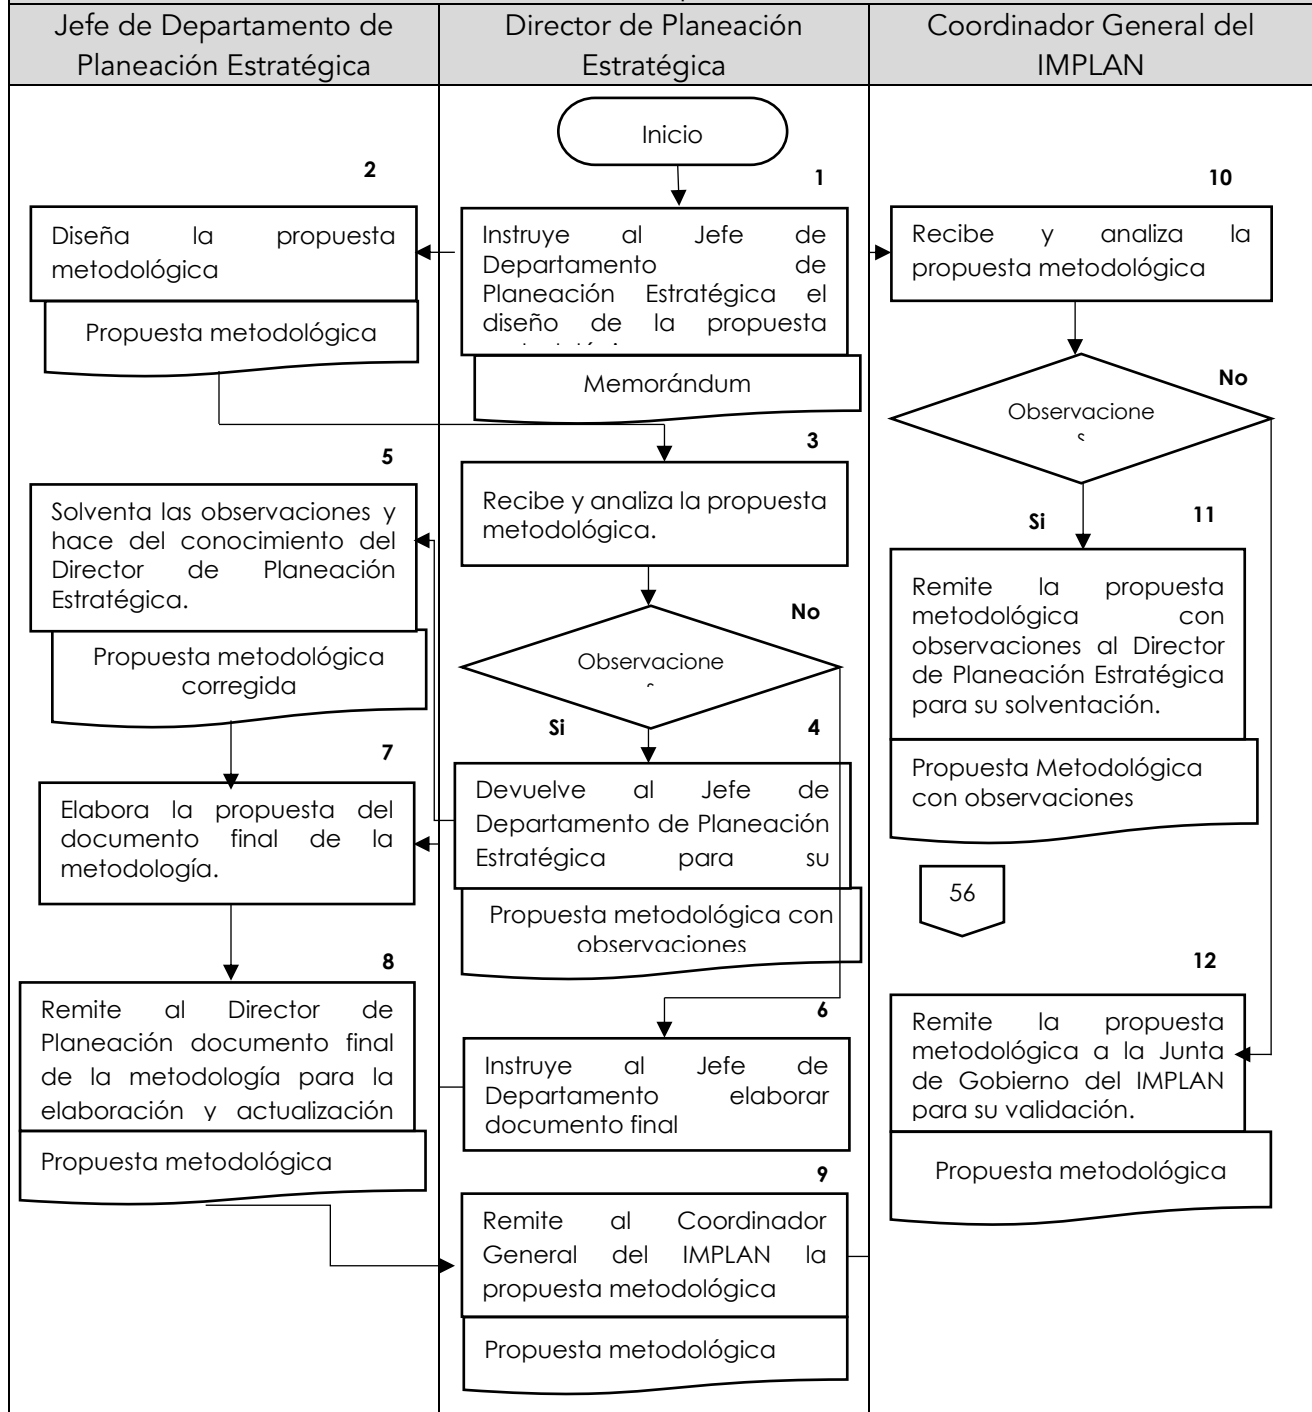 Jefe de Departamento de
Planeación Estratégica
Director de Planeación
Estratégica
Coordinador General del
IMPLAN
Inicio
2
1
10
Diseña la propuesta
metodológica
Propuesta metodológica
Instruye al Jefe de
Departamento de
Planeación Estratégica el
diseño de la propuesta
Memorándum
Recibe y analiza la
propuesta metodológica
No
Observacione
5
3
Si
11
Solventa las observaciones y
hace del conocimiento del
Director de Planeación
Estratégica.
Propuesta metodológica
corregida
Recibe y analiza la propuesta
metodológica.
No
Observacione
Si
4
Remite la propuesta
metodológica con
observaciones al Director
de Planeación Estratégica
para su solventación.
Propuesta Metodológica
con observaciones
7
Elabora la propuesta del
documento final de la
metodología.
Devuelve al Jefe de
Departamento de Planeación
Estratégica para su
Propuesta metodológica con
observaciones
56
8
6
12
Remite al Director de
Planeación documento final
de la metodología para la
elaboración y actualización
Propuesta metodológica
Instruye al Jefe de
Departamento elaborar
documento final
Remite la propuesta
metodológica a la Junta
de Gobierno del IMPLAN
para su validación.
Propuesta metodológica
9
Remite al Coordinador
General del IMPLAN la
propuesta metodológica
Propuesta metodológica